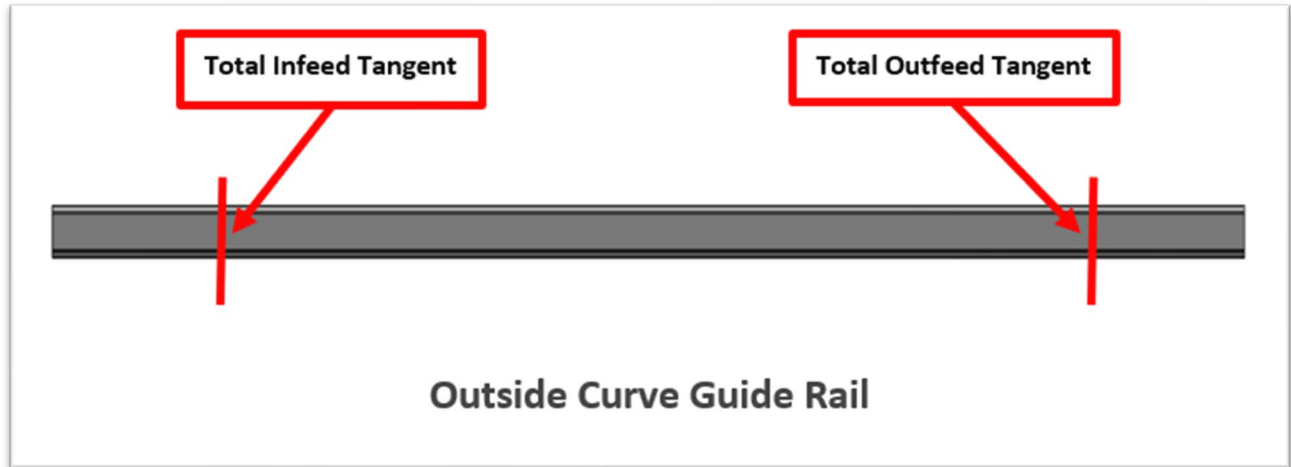 Total Infeed Tangent
Total Outfeed Tangent
Outside Curve Guide Rail